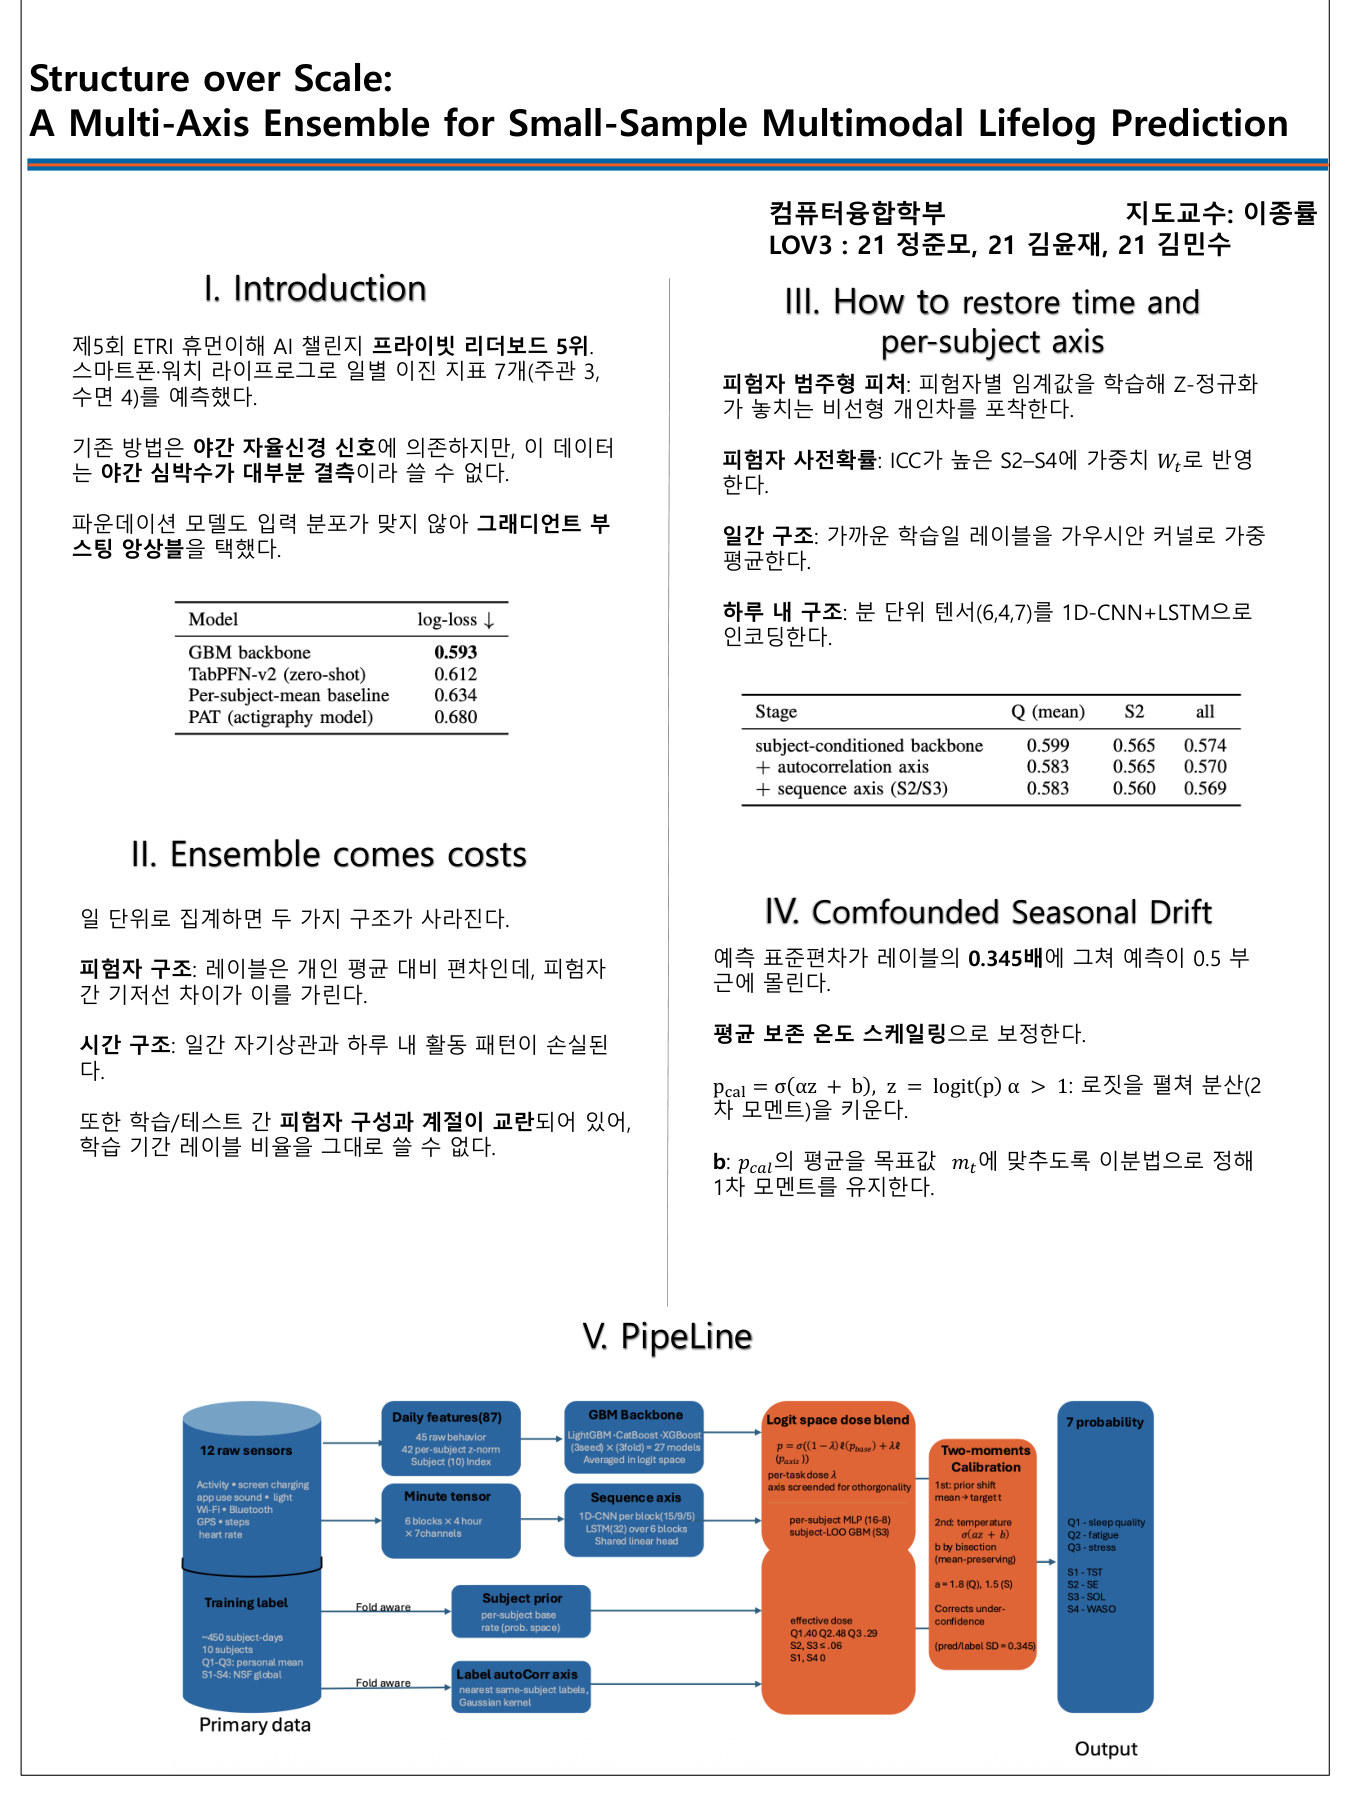 Structure over Scale:
A Multi-Axis Ensemble for Small-Sample Multimodal Lifelog Prediction
컴퓨터융합학부 지도교수: 이종률
LOV3 : 21 정준모, 21 김윤재, 21 김민수
I. Introduction
제5회 ETRI 휴먼이해 AI 챌린지 프라이빗 리더보드 5위.
스마트폰·워치 라이프로그로 일별 이진 지표 7개(주관 3,
수면 4)를 예측했다.
기존 방법은 야간 자율신경 신호에 의존하지만, 이 데이터
는 야간 심박수가 대부분 결측이라 쓸 수 없다.
파운데이션 모델도 입력 분포가 맞지 않아 그래디언트 부
스팅 앙상블을 택했다.
Model log-loss ↓
GBM backbone 0.593
TabPFN-v2 (zero-shot) 0.612
Per-subject-mean baseline 0.634
PAT (actigraphy model) 0.680
II. Ensemble comes costs
일 단위로 집계하면 두 가지 구조가 사라진다.
피험자 구조: 레이블은 개인 평균 대비 편차인데, 피험자
간 기저선 차이가 이를 가린다.
시간 구조: 일간 자기상관과 하루 내 활동 패턴이 손실된
다.
또한 학습/테스트 간 피험자 구성과 계절이 교란되어 있어,
학습 기간 레이블 비율을 그대로 쓸 수 없다.
III. How to restore time and
per-subject axis
피험자 범주형 피처: 피험자별 임계값을 학습해 Z-정규화
가 놓치는 비선형 개인차를 포착한다.
피험자 사전확률: ICC가 높은 S2–S4에 가중치 W_t로 반영
한다.
일간 구조: 가까운 학습일 레이블을 가우시안 커널로 가중
평균한다.
하루 내 구조: 분 단위 텐서(6,4,7)를 1D-CNN+LSTM으로
인코딩한다.
Stage Q (mean) S2 all
subject-conditioned backbone 0.599 0.565 0.574
+ autocorrelation axis 0.583 0.565 0.570
+ sequence axis (S2/S3) 0.583 0.560 0.569
IV. Comfounded Seasonal Drift
예측 표준편차가 레이블의 0.345배에 그쳐 예측이 0.5 부
근에 몰린다.
평균 보존 온도 스케일링으로 보정한다.
p_cal = σ(αz + b), z = logit(p) α > 1: 로짓을 펼쳐 분산(2
차 모멘트)을 키운다.
b: p_cal의 평균을 목표값 m_t에 맞추도록 이분법으로 정해
1차 모멘트를 유지한다.
V. PipeLine
12 raw sensors
Activity • screen charging
app use sound • light
Wi-Fi • Bluetooth
GPS • steps
heart rate
Training label
~450 subject-days
10 subjects
Q1-Q3: personal mean
S1-S4: NSF global
Primary data
Daily features(87)
45 raw behavior
42 per-subject z-norm
Subject (10) Index
Minute tensor
6 blocks × 4 hour
× 7channels
GBM Backbone
LightGBM ·CatBoost ·XGBoost
(3seed) × (3fold) = 27 models
Averaged in logit space
Sequence axis
1D-CNN per block(15/9/5)
LSTM(32) over 6 blocks
Shared linear head
Fold aware
Subject prior
per-subject base
rate (prob. space)
Fold aware
Label autoCorr axis
nearest same-subject labels,
Gaussian kernel
Logit space dose blend
p = σ((1 − λ)ℓ(p_base) + λℓ
(p_axis ))
per-task dose λ
axis screended for othorgonality
per-subject MLP (16-8)
subject-LOO GBM (S3)
effective dose
Q1.40 Q2.48 Q3 .29
S2, S3 ≤ .06
S1, S4 0
Two-moments
Calibration
1st: prior shift
mean → target t
2nd: temperature
σ(az + b)
b by bisection
(mean-preserving)
a = 1.8 (Q), 1.5 (S)
Corrects under-
confidence
(pred/label SD = 0.345)
7 probability
Q1 - sleep quality
Q2 - fatigue
Q3 - stress
S1 - TST
S2 - SE
S3 - SOL
S4 - WASO
Output